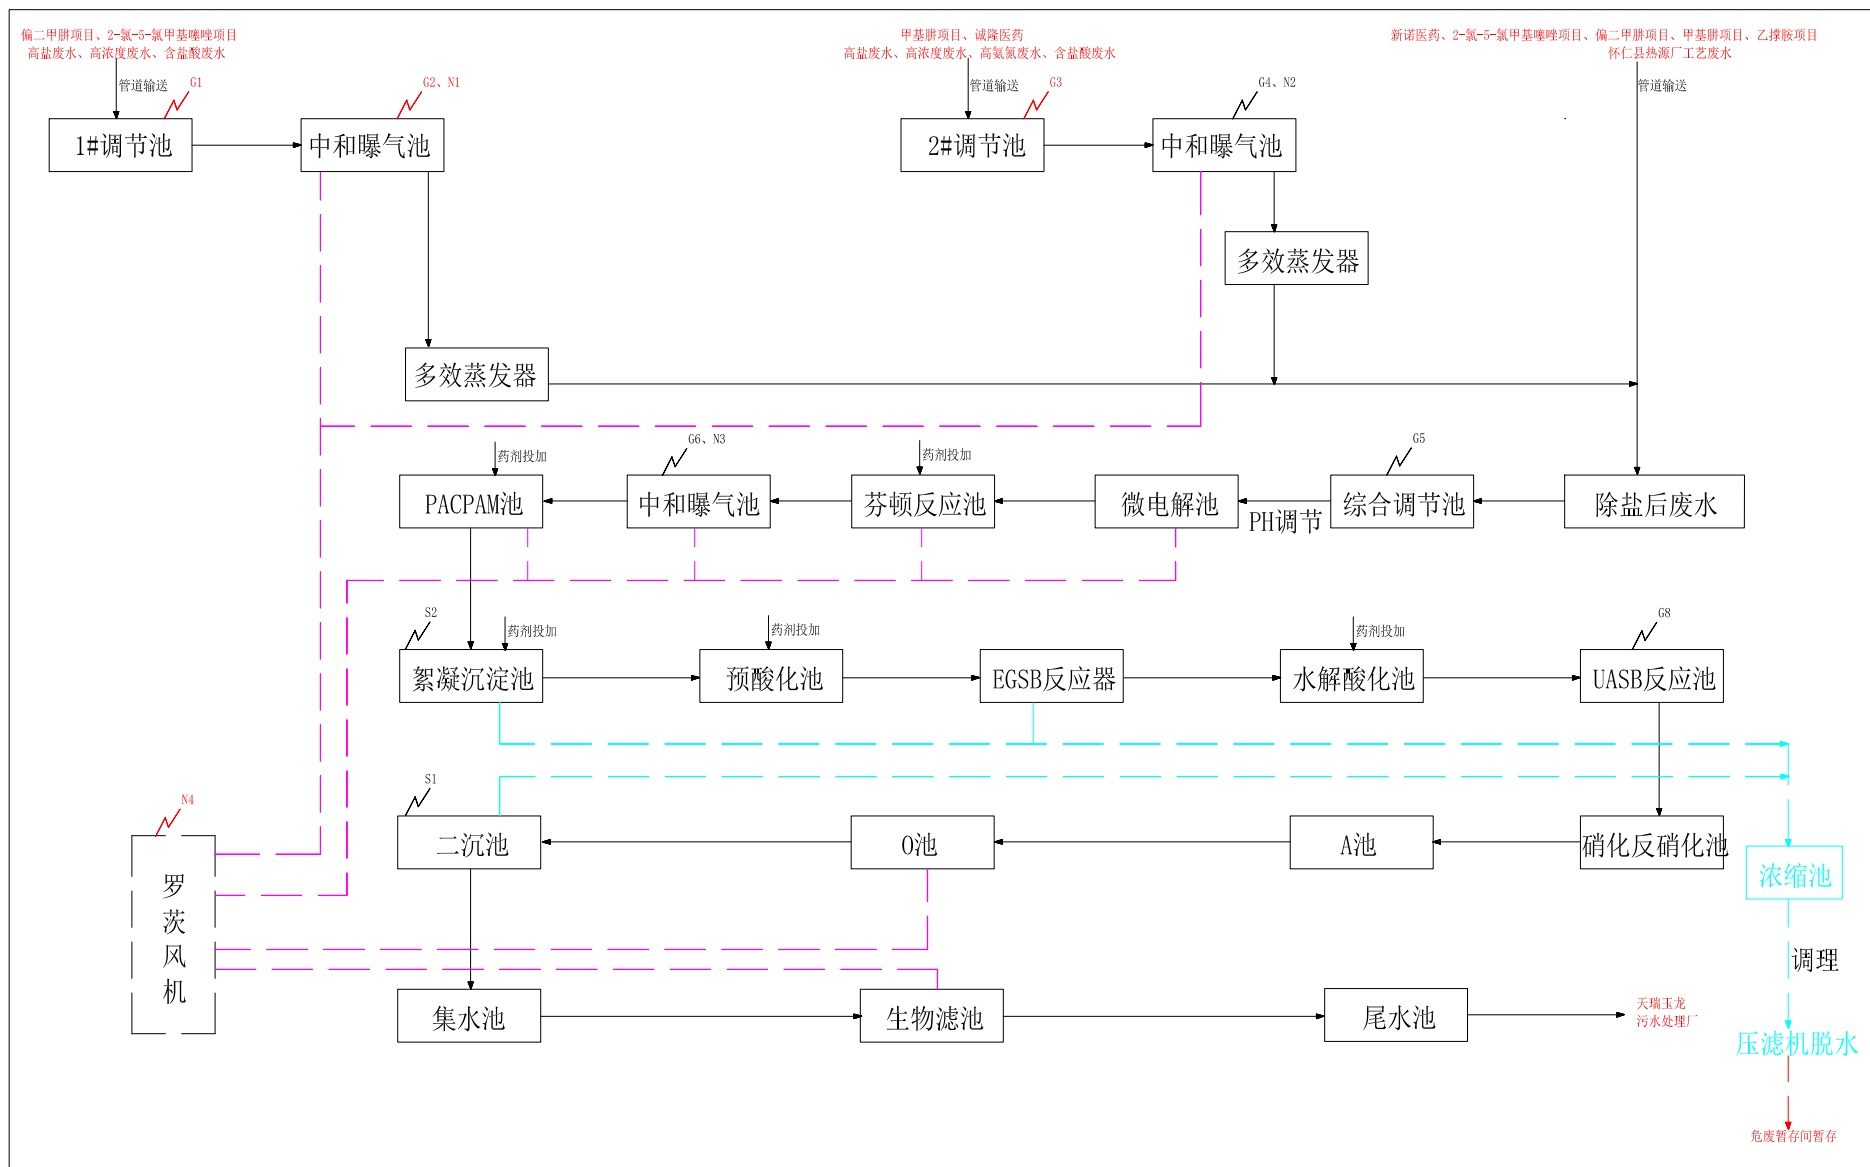 偏二甲肼项目、2-氯-5-氯甲基噻唑项目
高盐废水、高浓度废水、含盐酸废水
甲基肼项目、诚隆医药
高盐废水、高浓度废水、高氨氮废水、含盐酸废水
新诺医药、2-氯-5-氯甲基噻唑项目、偏二甲肼项目、甲基肼项目、乙撑胺项目
怀仁县热源厂工艺废水
管道输送
G1
G2、N1
管道输送
G3
G4、N2
管道输送
1#调节池
中和曝气池
2#调节池
中和曝气池
多效蒸发器
多效蒸发器
药剂投加
G6、N3
药剂投加
G5
PACPAM池
中和曝气池
芬顿反应池
微电解池
PH调节
综合调节池
除盐后废水
S2
药剂投加
药剂投加
药剂投加
G8
絮凝沉淀池
预酸化池
EGSB反应器
水解酸化池
UASB反应池
S1
N4
二沉池
O池
A池
硝化反硝化池
浓缩池
罗茨风机
调理
集水池
生物滤池
尾水池
天瑞玉龙
污水处理厂
压滤机脱水
危废暂存间暂存